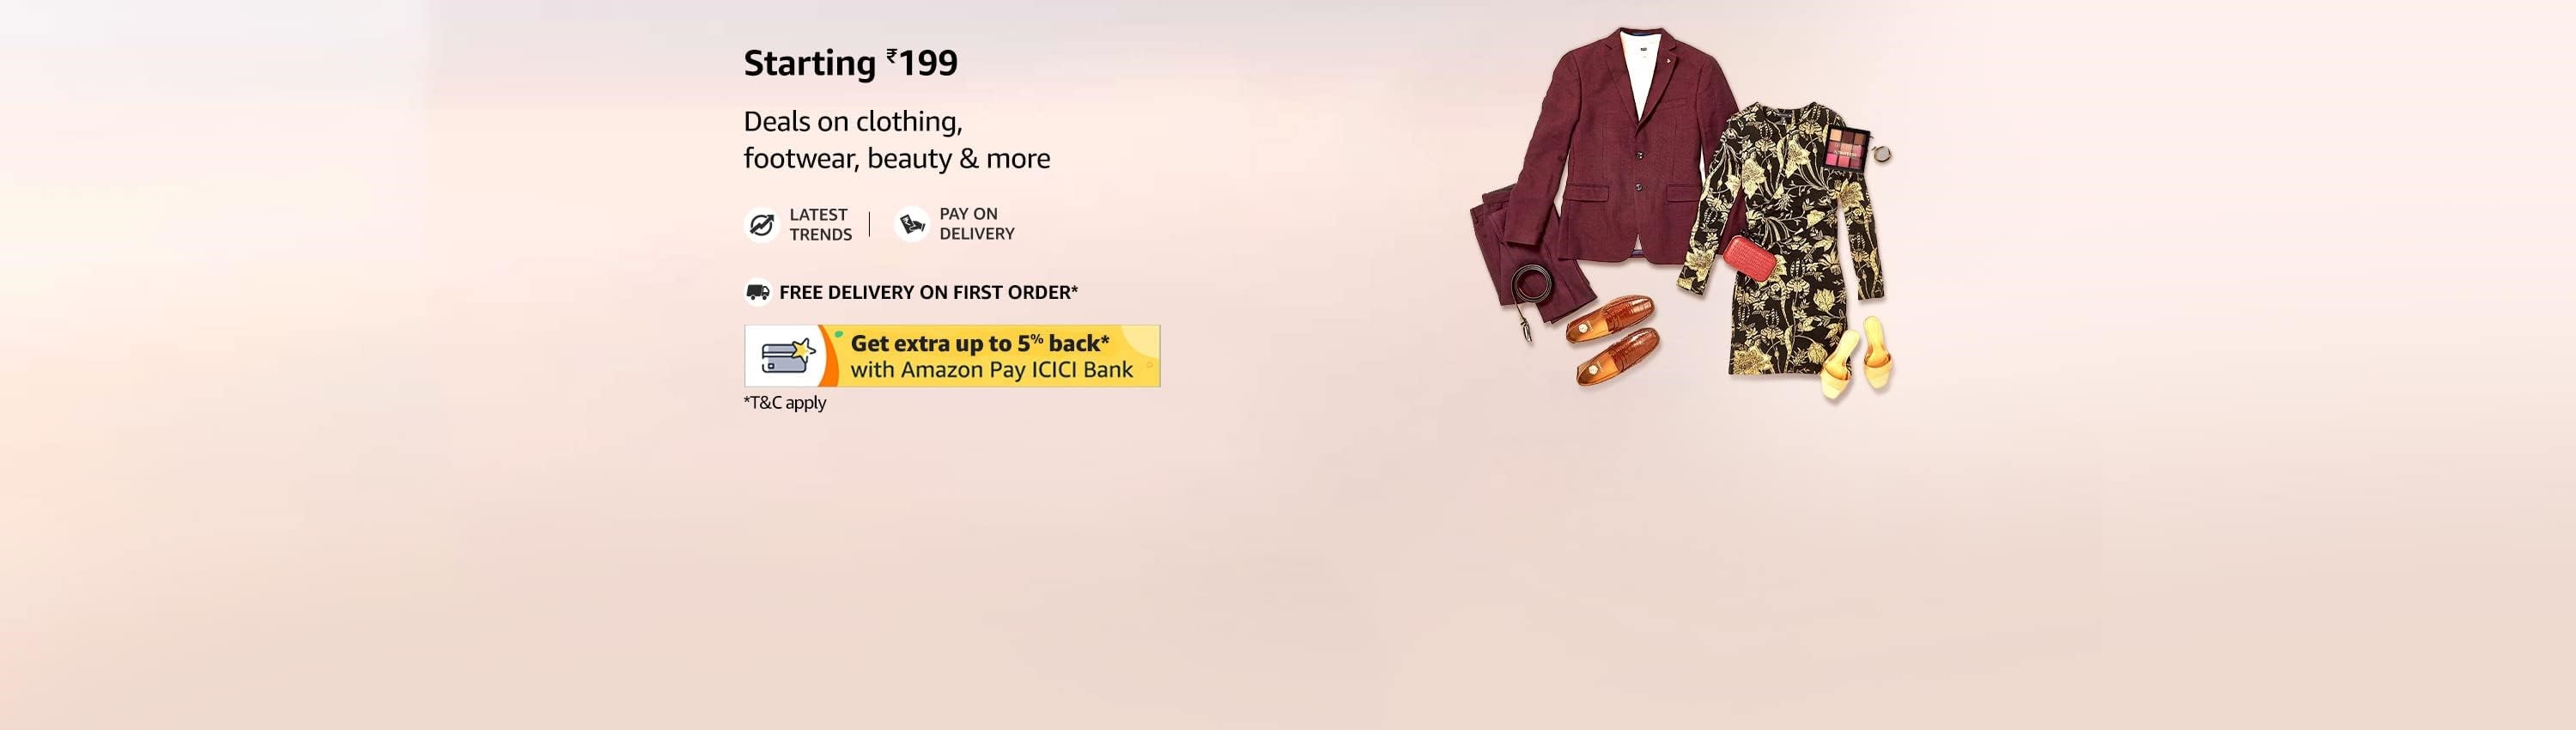 Starting ₹199
Deals on clothing,
footwear, beauty & more
LATEST
TRENDS
PAY ON
DELIVERY
FREE DELIVERY ON FIRST ORDER*
Get extra up to 5% back*
with Amazon Pay ICICI Bank
*T&C apply